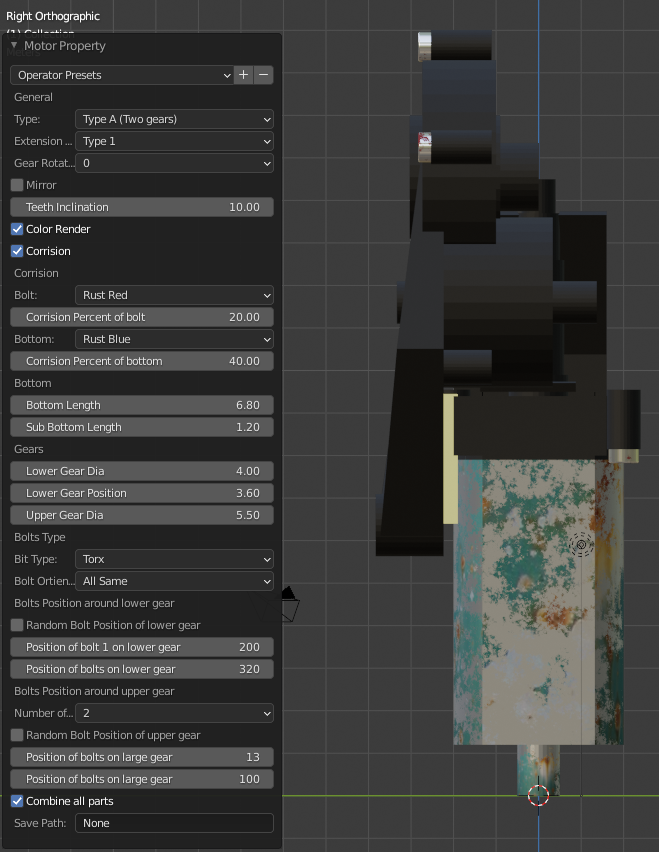 Right Orthographic
(1) Collection
Motor Property
Operator Presets
General
Type: Type A (Two gears)
Extension ... Type 1
Gear Rotat... 0
Mirror
Teeth Inclination 10.00
Color Render
Corrision
Corrision
Bolt: Rust Red
Corrision Percent of bolt 20.00
Bottom: Rust Blue
Corrision Percent of bottom 40.00
Bottom
Bottom Length 6.80
Sub Bottom Length 1.20
Gears
Lower Gear Dia 4.00
Lower Gear Position 3.60
Upper Gear Dia 5.50
Bolts Type
Bit Type: Torx
Bolt Ortien... All Same
Bolts Position around lower gear
Random Bolt Position of lower gear
Position of bolt 1 on lower gear 200
Position of bolts on lower gear 320
Bolts Position around upper gear
Number of... 2
Random Bolt Position of upper gear
Position of bolts on large gear 13
Position of bolts on large gear 100
Combine all parts
Save Path: None